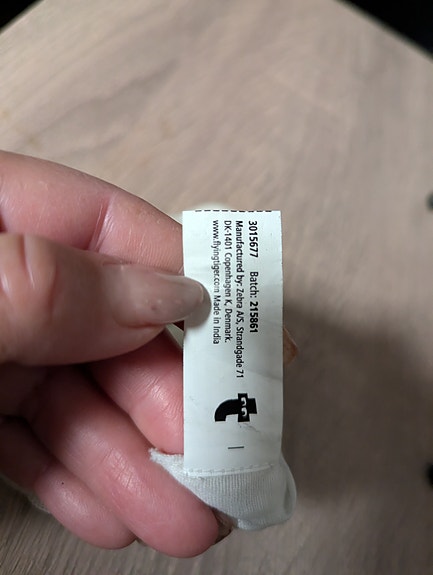 3015677 Batch: 215861
Manufactured by: Zebra A/S, Strandgade 71
DK-1401 Copenhagen K, Denmark.
www.flyingtiger.com Made in India